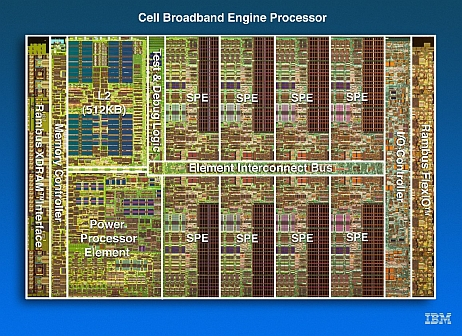 Cell Broadband Engine Processor
Rambus XDRAM™ Interface
Memory Controller
L2
(512KB)
Test & Debug Logic
SPE
SPE
SPE
SPE
I/O Controller
Rambus FlexIO™
Element Interconnect Bus
Power
Processor
Element
SPE
SPE
SPE
SPE
IBM